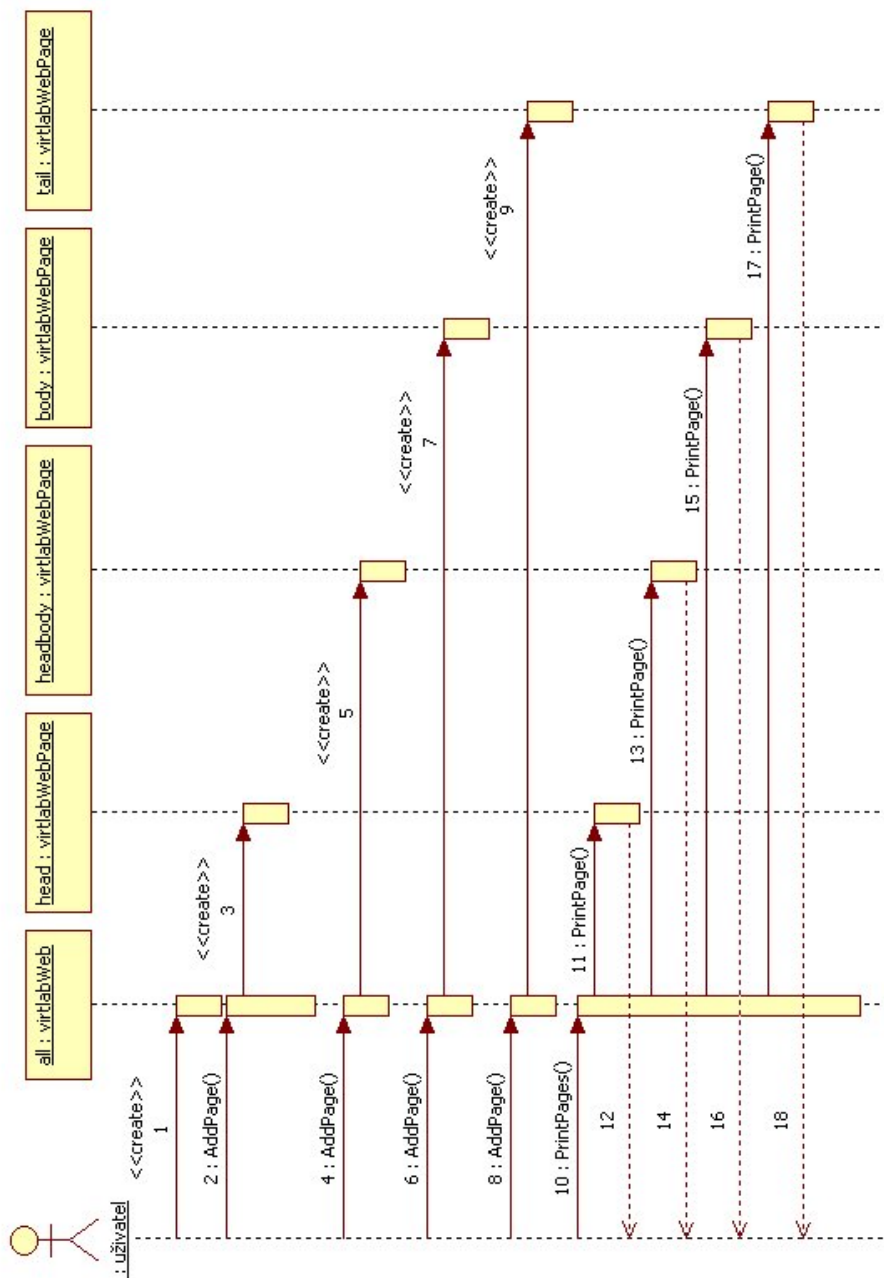 : uživatel
all : virtlabWeb
head : virtlabWebPage
headbody : virtlabWebPage
body : virtlabWebPage
tail : virtlabWebPage
<<create>>
1
2 : AddPage()
<<create>>
3
4 : AddPage()
<<create>>
5
6 : AddPage()
<<create>>
7
8 : AddPage()
<<create>>
9
10 : PrintPages()
11 : PrintPage()
12
13 : PrintPage()
14
15 : PrintPage()
16
17 : PrintPage()
18